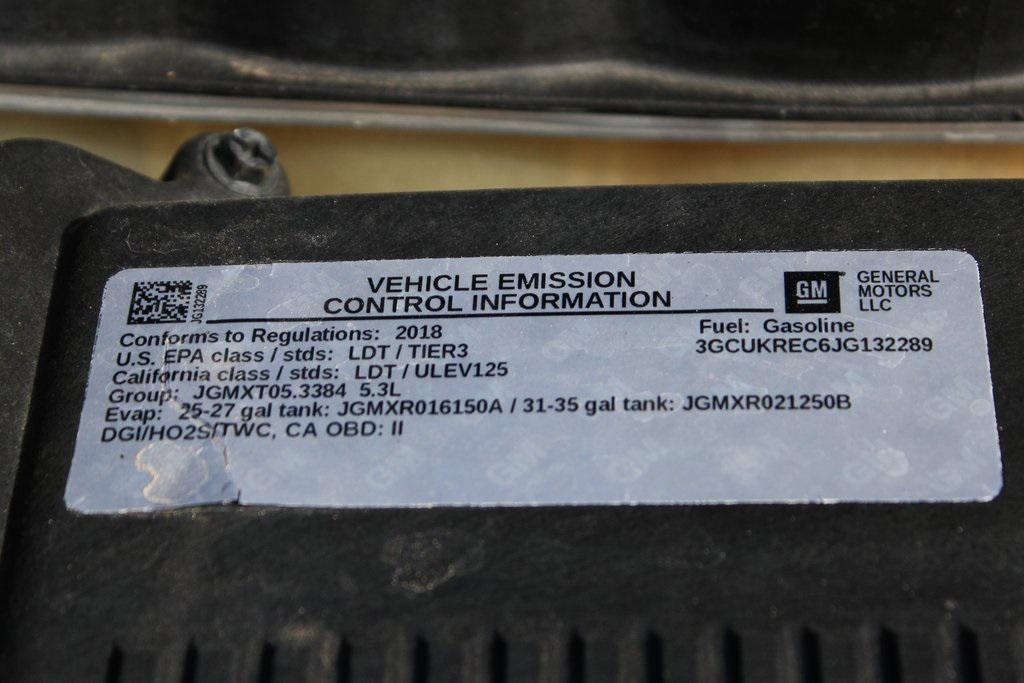 VEHICLE EMISSION
CONTROL INFORMATION
JG132289
GM
GENERAL
MOTORS
LLC
Conforms to Regulations: 2018
Fuel: Gasoline
U.S. EPA class / stds: LDT / TIER3
3GCUKREC6JG132289
California class / stds: LDT / ULEV125
Group: JGMXT05.3384 5.3L
Evap: 25-27 gal tank: JGMXR016150A / 31-35 gal tank: JGMXR021250B
DGI/HO2S/TWC, CA OBD: II